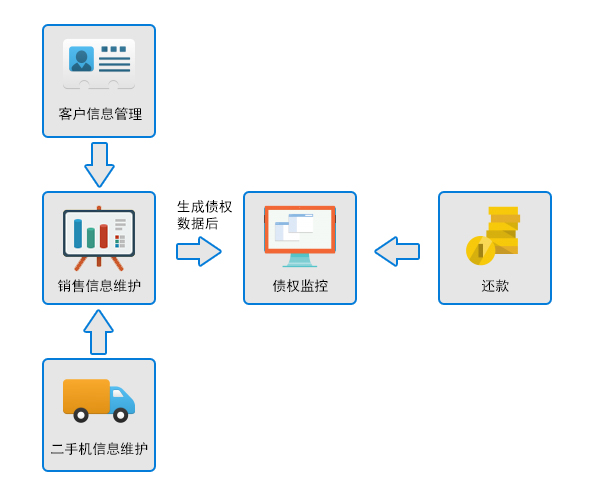 客户信息管理
生成债权
数据后
销售信息维护
债权监控
还款
二手机信息维护